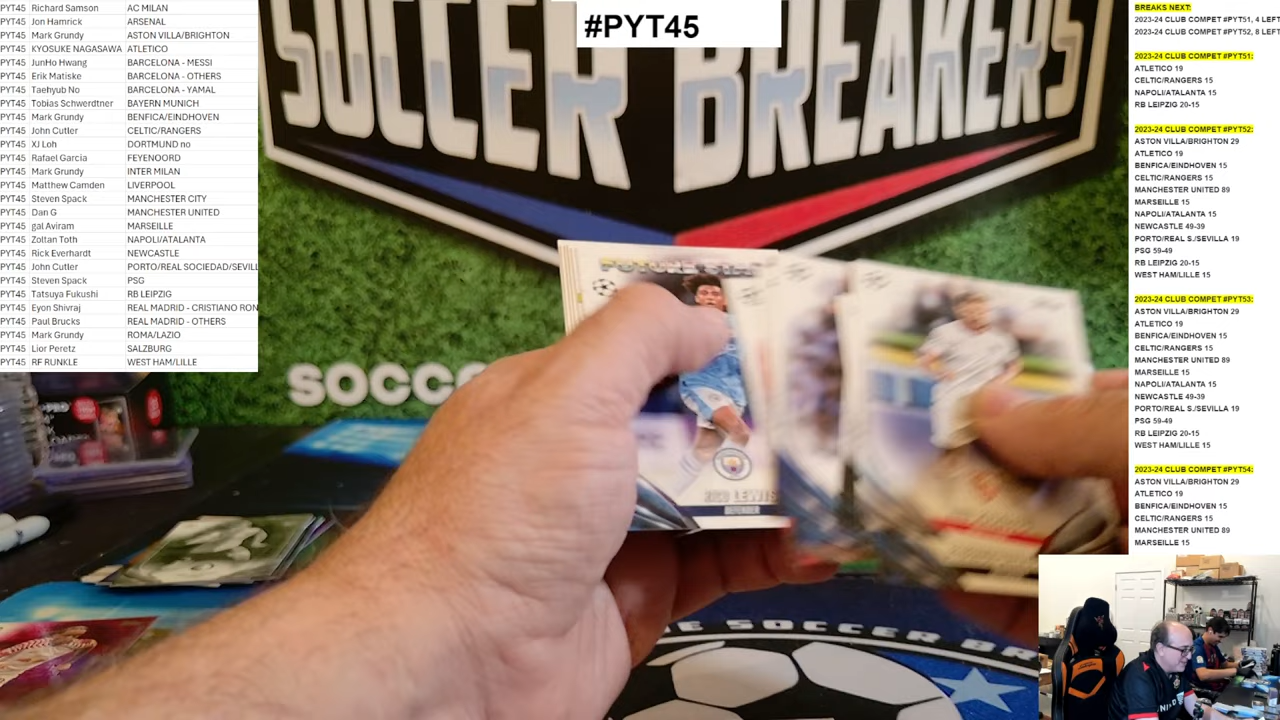 #PYT45
PYT45 Richard Samson AC MILAN
PYT45 Jon Hamrick ARSENAL
PYT45 Mark Grundy ASTON VILLA/BRIGHTON
PYT45 KYOSUKE NAGASAWA ATLETICO
PYT45 JunHo Hwang BARCELONA - MESSI
PYT45 Erik Matiske BARCELONA - OTHERS
PYT45 Taehyub No BARCELONA - YAMAL
PYT45 Tobias Schwerdtner BAYERN MUNICH
PYT45 Mark Grundy BENFICA/EINDHOVEN
PYT45 John Cutler CELTIC/RANGERS
PYT45 XJ Loh DORTMUND no
PYT45 Rafael Garcia FEYENOORD
PYT45 Mark Grundy INTER MILAN
PYT45 Matthew Camden LIVERPOOL
PYT45 Steven Spack MANCHESTER CITY
PYT45 Dan G MANCHESTER UNITED
PYT45 gal Aviram MARSEILLE
PYT45 Zoltan Toth NAPOLI/ATALANTA
PYT45 Rick Everhardt NEWCASTLE
PYT45 John Cutler PORTO/REAL SOCIEDAD/SEVILL
PYT45 Steven Spack PSG
PYT45 Tatsuya Fukushi RB LEIPZIG
PYT45 Eyon Shivraj REAL MADRID - CRISTIANO RON
PYT45 Paul Brucks REAL MADRID - OTHERS
PYT45 Mark Grundy ROMA/LAZIO
PYT45 Lior Peretz SALZBURG
PYT45 RF RUNKLE WEST HAM/LILLE
SOCCER BREAKERS
SOCC
FUTURE STA
RICO LEWIS
DEFENDER
THE SOCCER BR
BREAKS NEXT:
2023-24 CLUB COMPET #PYT51, 4 LEFT
2023-24 CLUB COMPET #PYT52, 8 LEFT
2023-24 CLUB COMPET #PYT51:
ATLETICO 19
CELTIC/RANGERS 15
NAPOLI/ATALANTA 15
RB LEIPZIG 20-15
2023-24 CLUB COMPET #PYT52:
ASTON VILLA/BRIGHTON 29
ATLETICO 19
BENFICA/EINDHOVEN 15
CELTIC/RANGERS 15
MANCHESTER UNITED 89
MARSEILLE 15
NAPOLI/ATALANTA 15
NEWCASTLE 49-39
PORTO/REAL S./SEVILLA 19
PSG 59-49
RB LEIPZIG 20-15
WEST HAM/LILLE 15
2023-24 CLUB COMPET #PYT53:
ASTON VILLA/BRIGHTON 29
ATLETICO 19
BENFICA/EINDHOVEN 15
CELTIC/RANGERS 15
MANCHESTER UNITED 89
MARSEILLE 15
NAPOLI/ATALANTA 15
NEWCASTLE 49-39
PORTO/REAL S./SEVILLA 19
PSG 59-49
RB LEIPZIG 20-15
WEST HAM/LILLE 15
2023-24 CLUB COMPET #PYT54:
ASTON VILLA/BRIGHTON 29
ATLETICO 19
BENFICA/EINDHOVEN 15
CELTIC/RANGERS 15
MANCHESTER UNITED 89
MARSEILLE 15